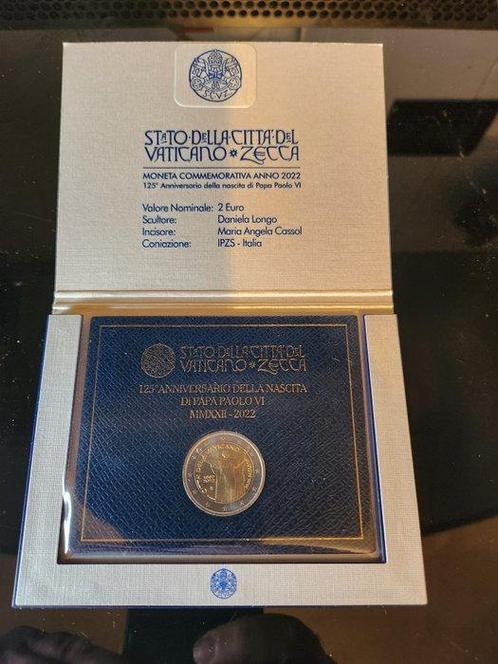 SCVZ
STATO·DELLA·CITTÀ·DEL
VATICANO ZECCA
MONETA COMMEMORATIVA ANNO 2022
125° Anniversario della nascita di Papa Paolo VI
Valore Nominale: 2 Euro
Scultore: Daniela Longo
Incisore: Maria Angela Cassol
Coniazione: IPZS - Italia
STATO·DELLA·CITTÀ·DEL
VATICANO ZECCA
125° ANNIVERSARIO DELLA NASCITA
DI PAPA PAOLO VI
MMXXII - 2022